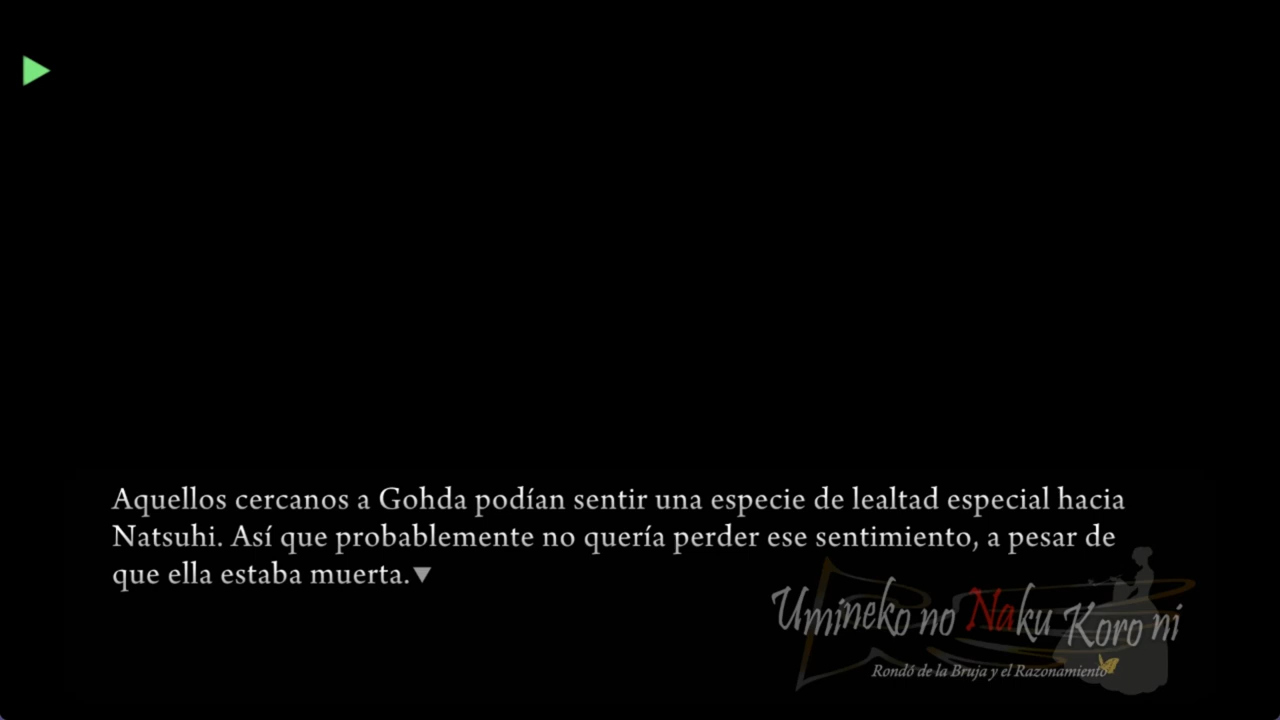 Aquellos cercanos a Gohda podían sentir una especie de lealtad especial hacia
Natsuhi. Así que probablemente no quería perder ese sentimiento, a pesar de
que ella estaba muerta.
Umineko no Naku Koro ni
Rondó de la Bruja y el Razonamiento